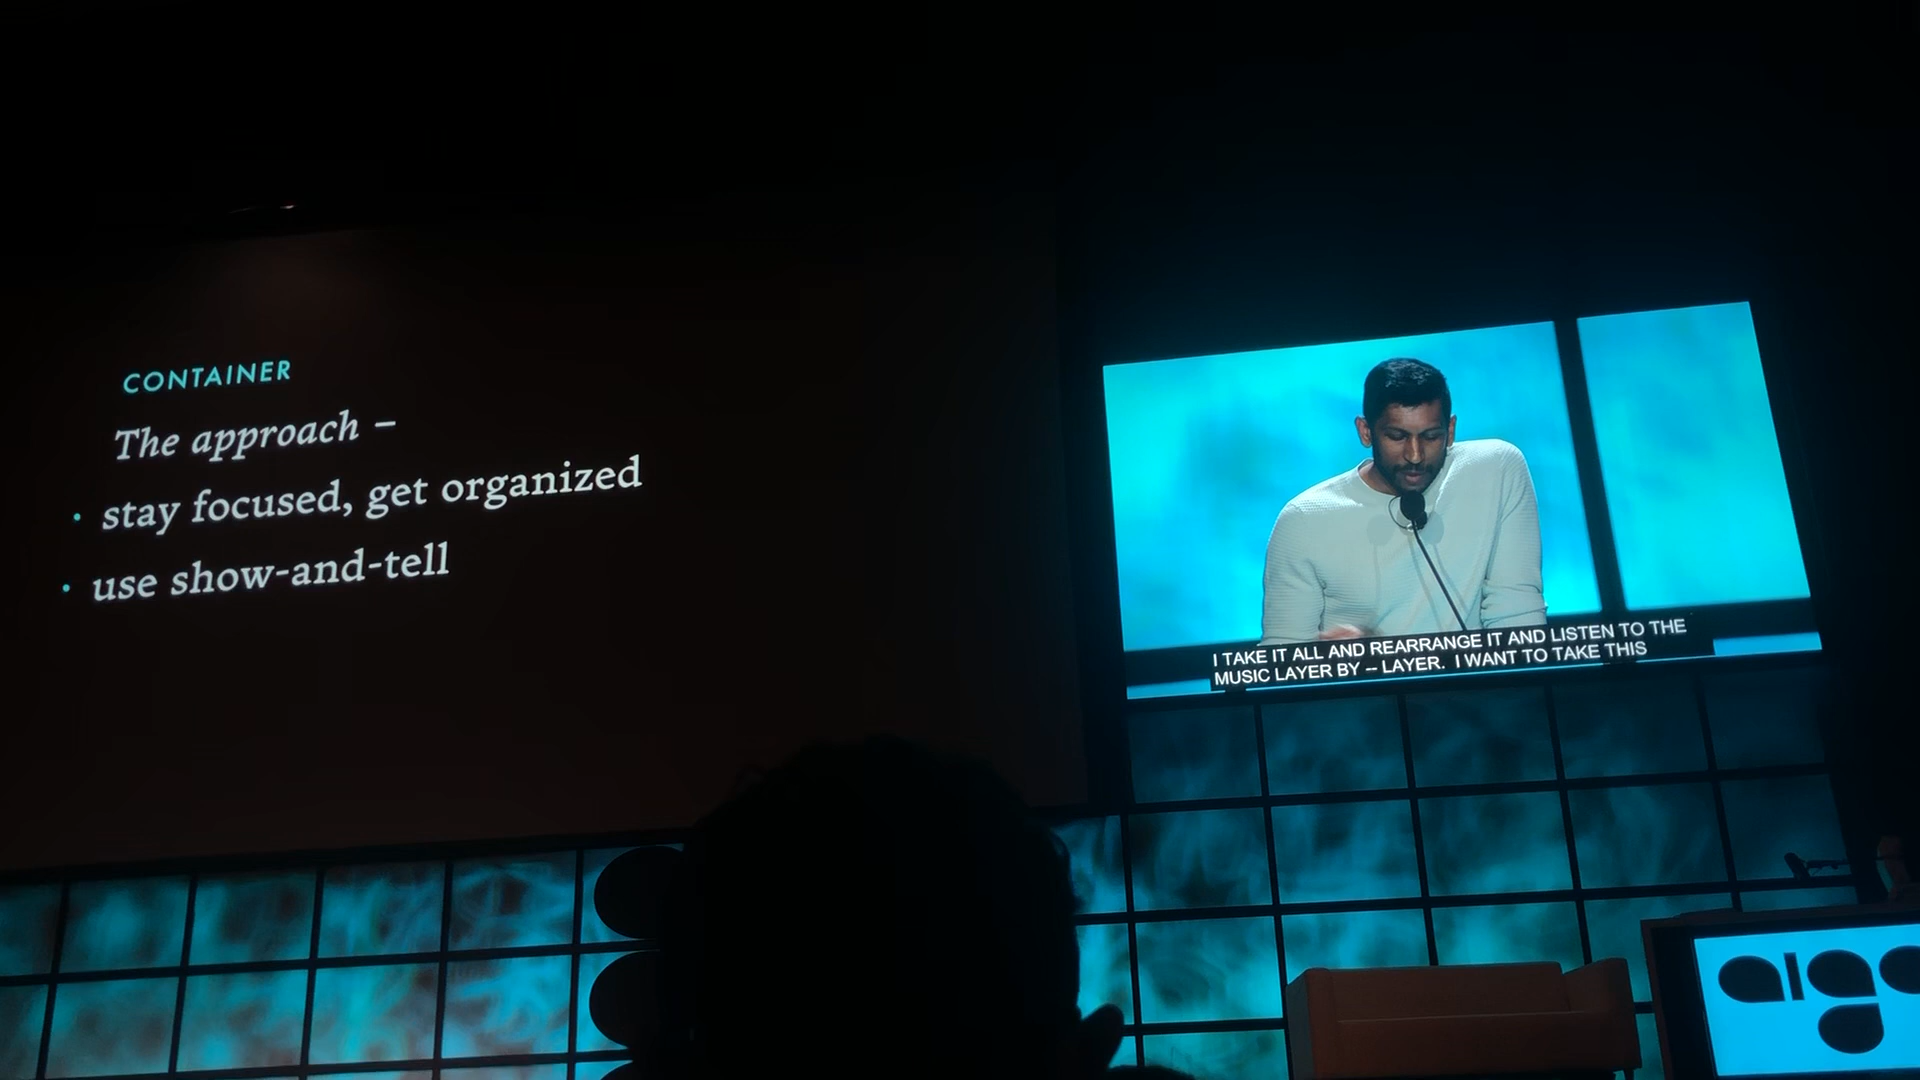 CONTAINER
The approach –
• stay focused, get organized
• use show-and-tell
I TAKE IT ALL AND REARRANGE IT AND LISTEN TO THE
MUSIC LAYER BY -- LAYER.  I WANT TO TAKE THIS
aiga